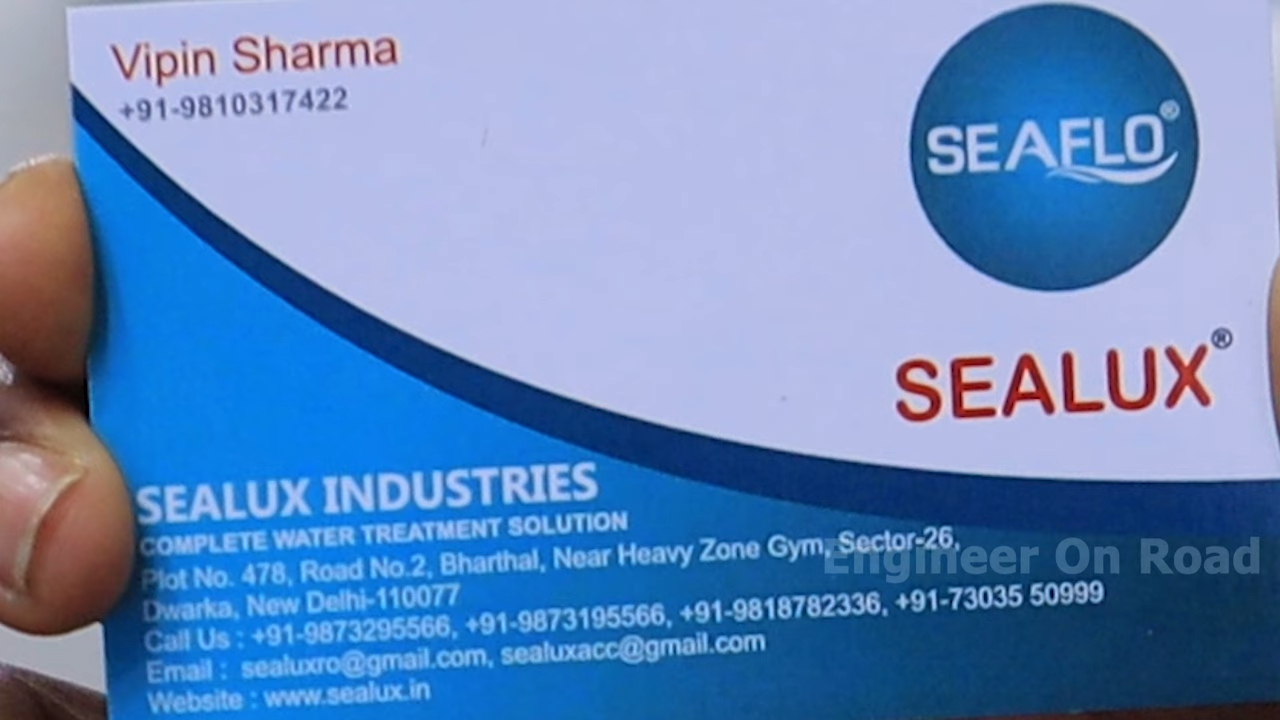 Vipin Sharma
+91-9810317422
SEAFLO®
SEALUX®
SEALUX INDUSTRIES
COMPLETE WATER TREATMENT SOLUTION
Plot No. 478, Road No.2, Bharthal, Near Heavy Zone Gym, Sector-26,
Dwarka, New Delhi-110077
Call Us : +91-9873295566, +91-9873195566, +91-9818782336, +91-73035 50999
Email : sealuxro@gmail.com, sealuxacc@gmail.com
Website : www.sealux.in
Engineer On Road